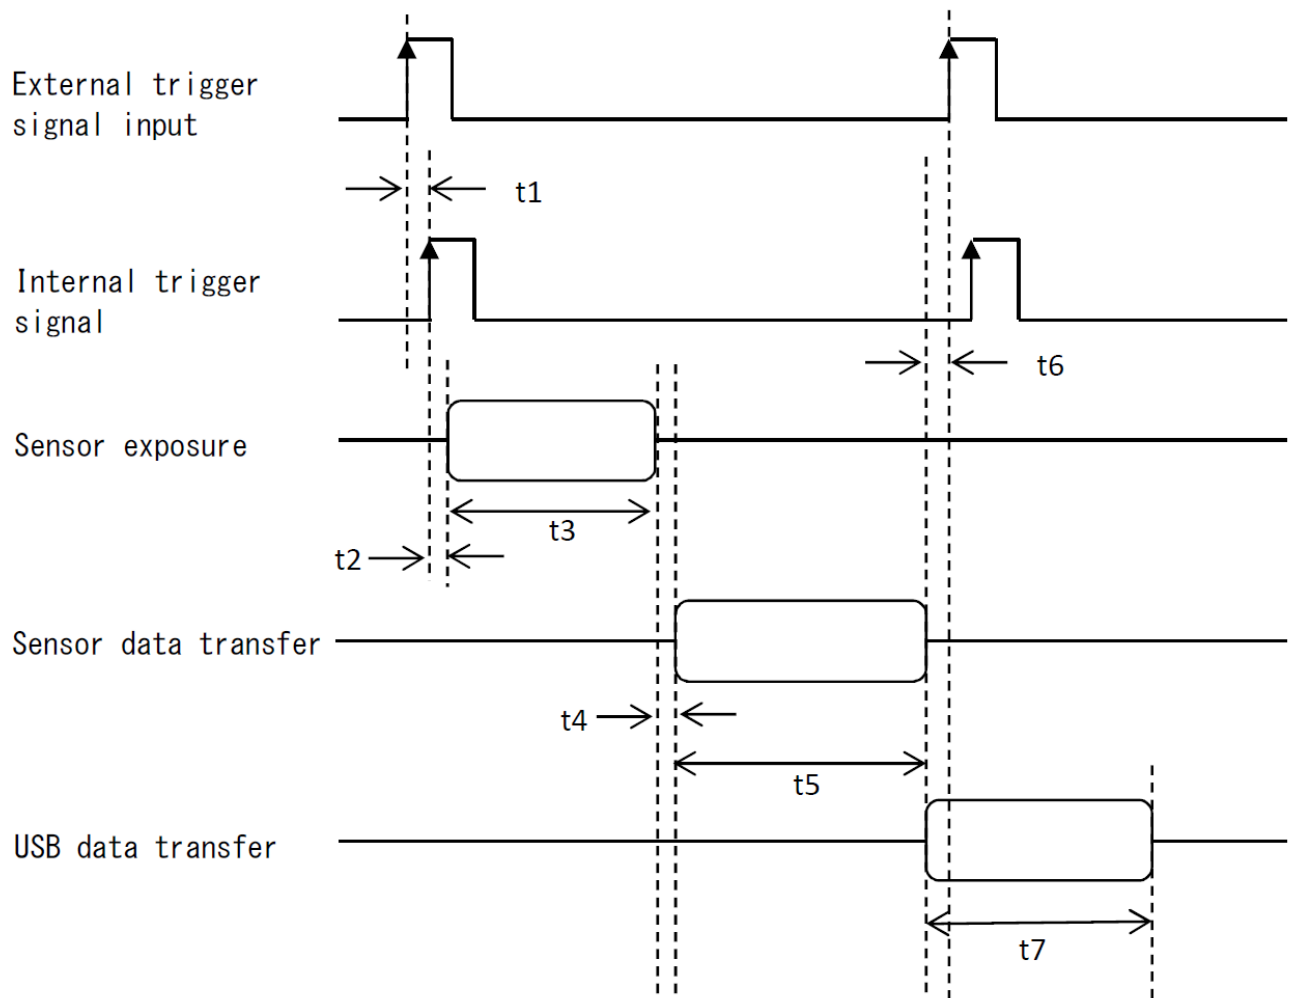 External trigger
signal input
t1
Internal trigger
signal
t6
Sensor exposure
t3
t2
Sensor data transfer
t4
t5
USB data transfer
t7